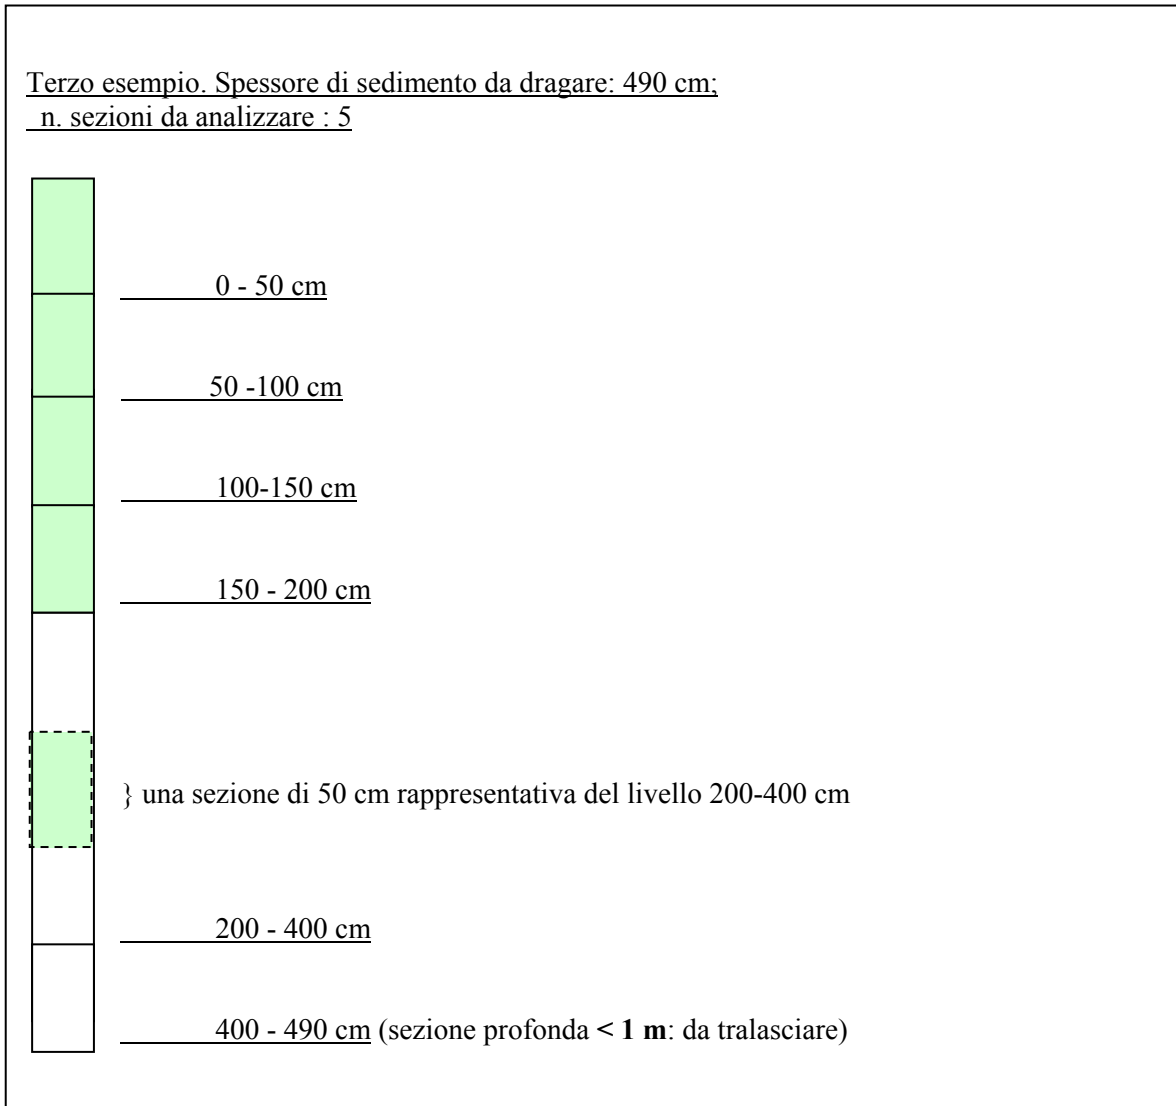 Terzo esempio. Spessore di sedimento da dragare: 490 cm;
n. sezioni da analizzare : 5
0 - 50 cm
50 -100 cm
100-150 cm
150 - 200 cm
} una sezione di 50 cm rappresentativa del livello 200-400 cm
200 - 400 cm
400 - 490 cm (sezione profonda < 1 m: da tralasciare)